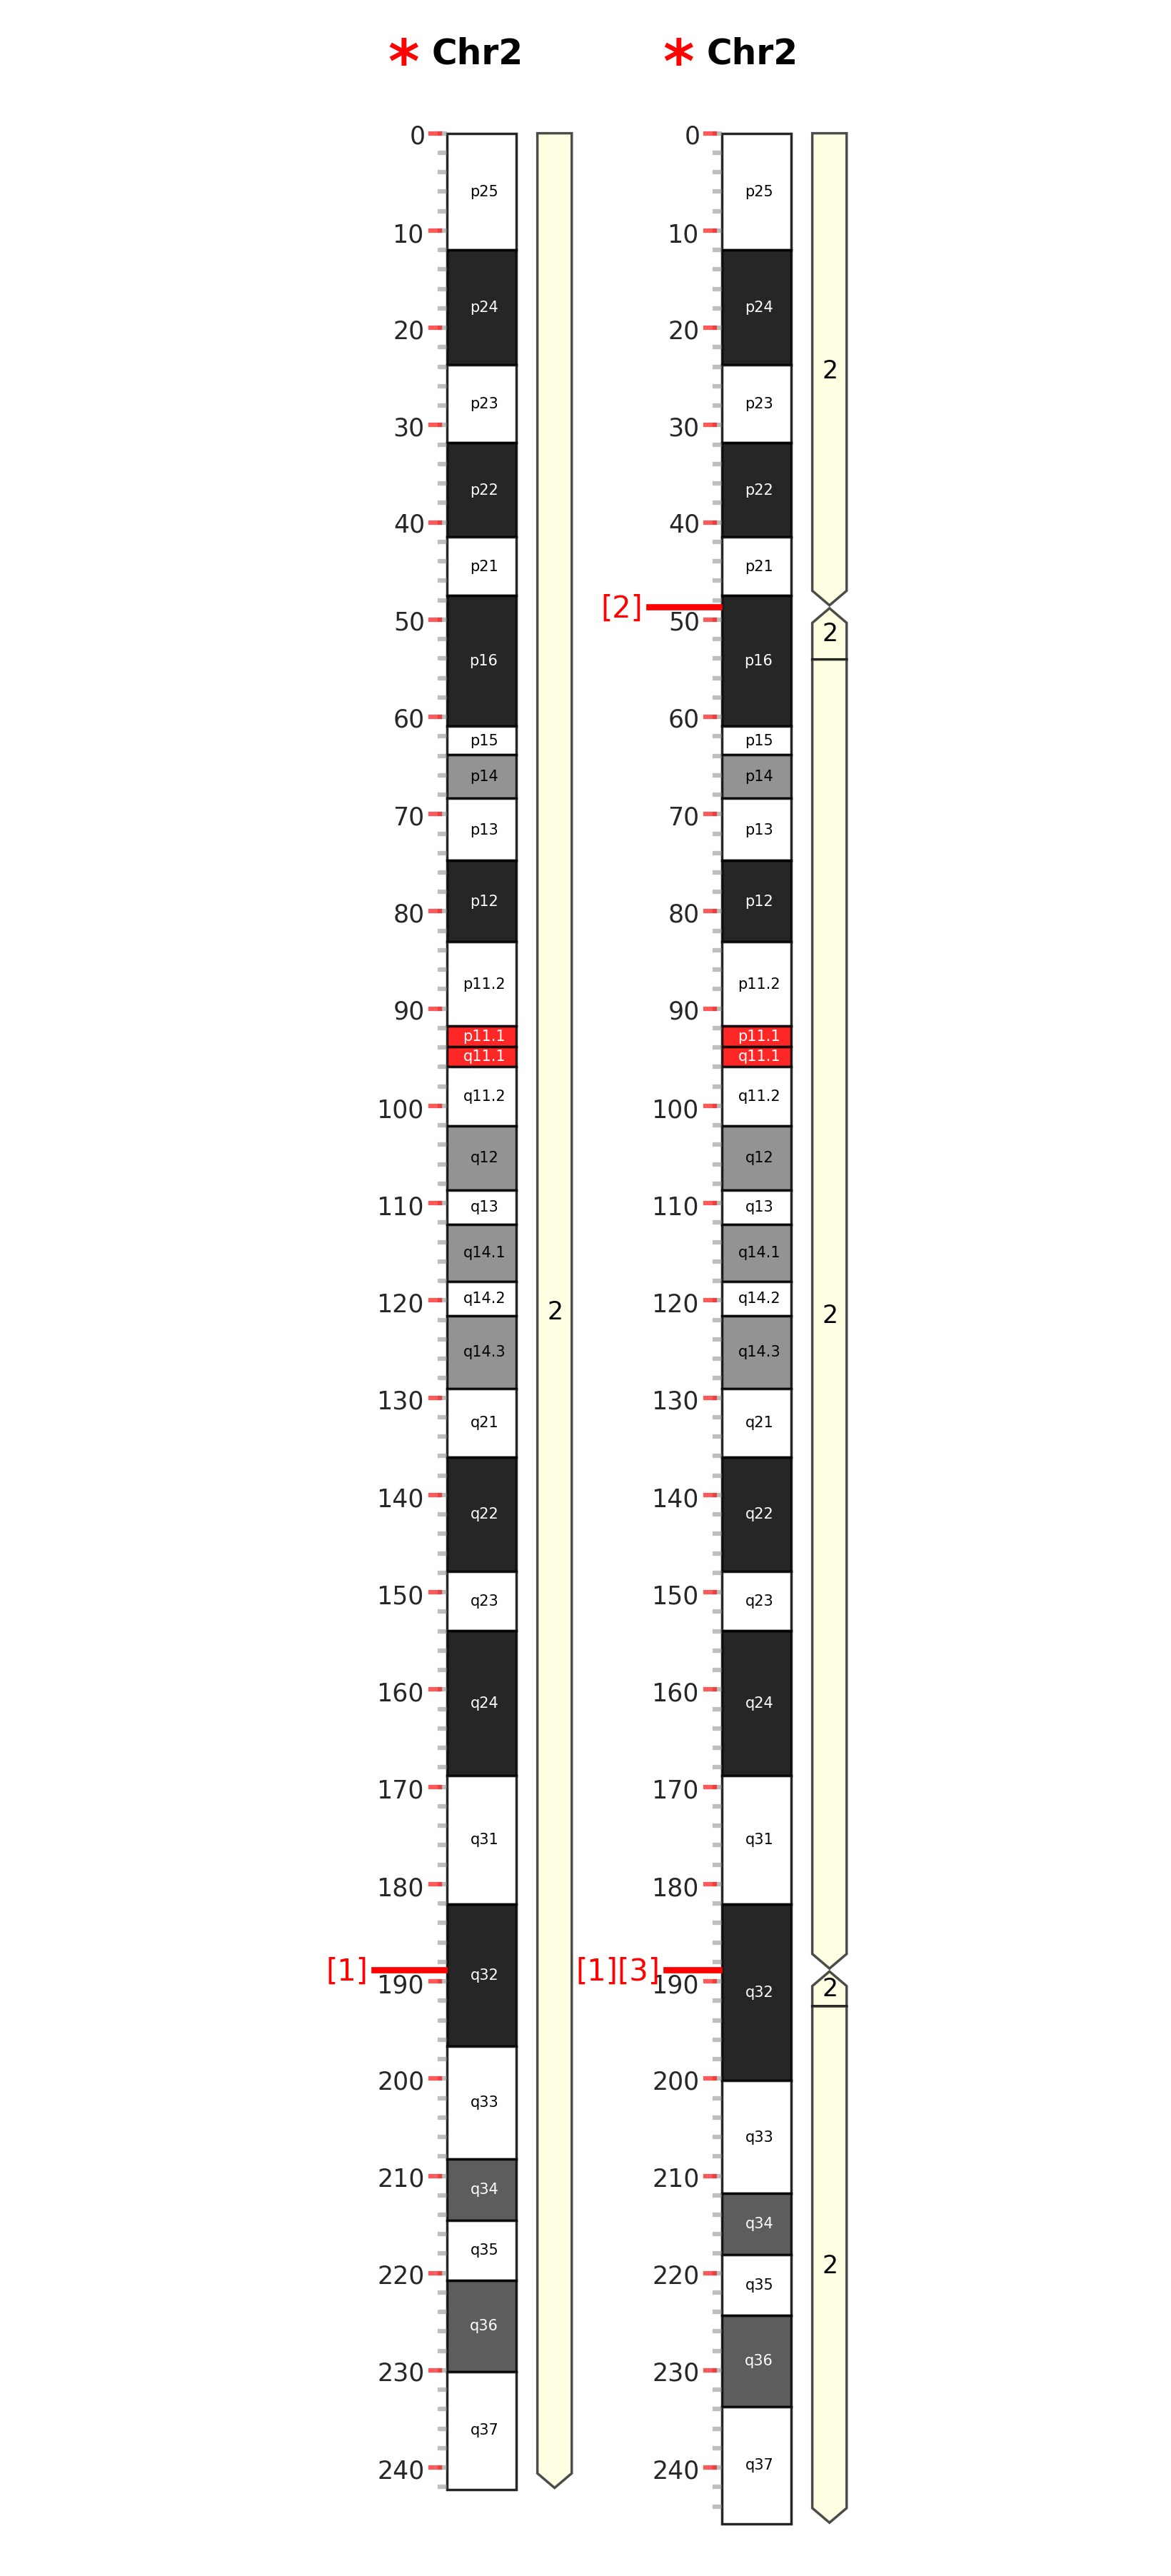 * Chr2
0
p25
10
p24
20
p23
30
p22
40
p21
50
p16
60
p15
p14
70
p13
p12
80
p11.2
90
p11.1
q11.1
q11.2
100
q12
110
q13
q14.1
120
q14.2
q14.3
130
q21
140
q22
150
q23
160
q24
170
q31
180
[1]
q32
190
200
q33
210
q34
q35
220
q36
230
q37
240
2
* Chr2
0
p25
10
p24
20
p23
30
p22
40
p21
[2]
50
p16
60
p15
p14
70
p13
p12
80
p11.2
90
p11.1
q11.1
q11.2
100
q12
110
q13
q14.1
120
q14.2
q14.3
130
q21
140
q22
150
q23
160
q24
170
q31
180
[1][3]
190
q32
200
q33
210
q34
q35
220
q36
230
q37
240
2
2
2
2
2